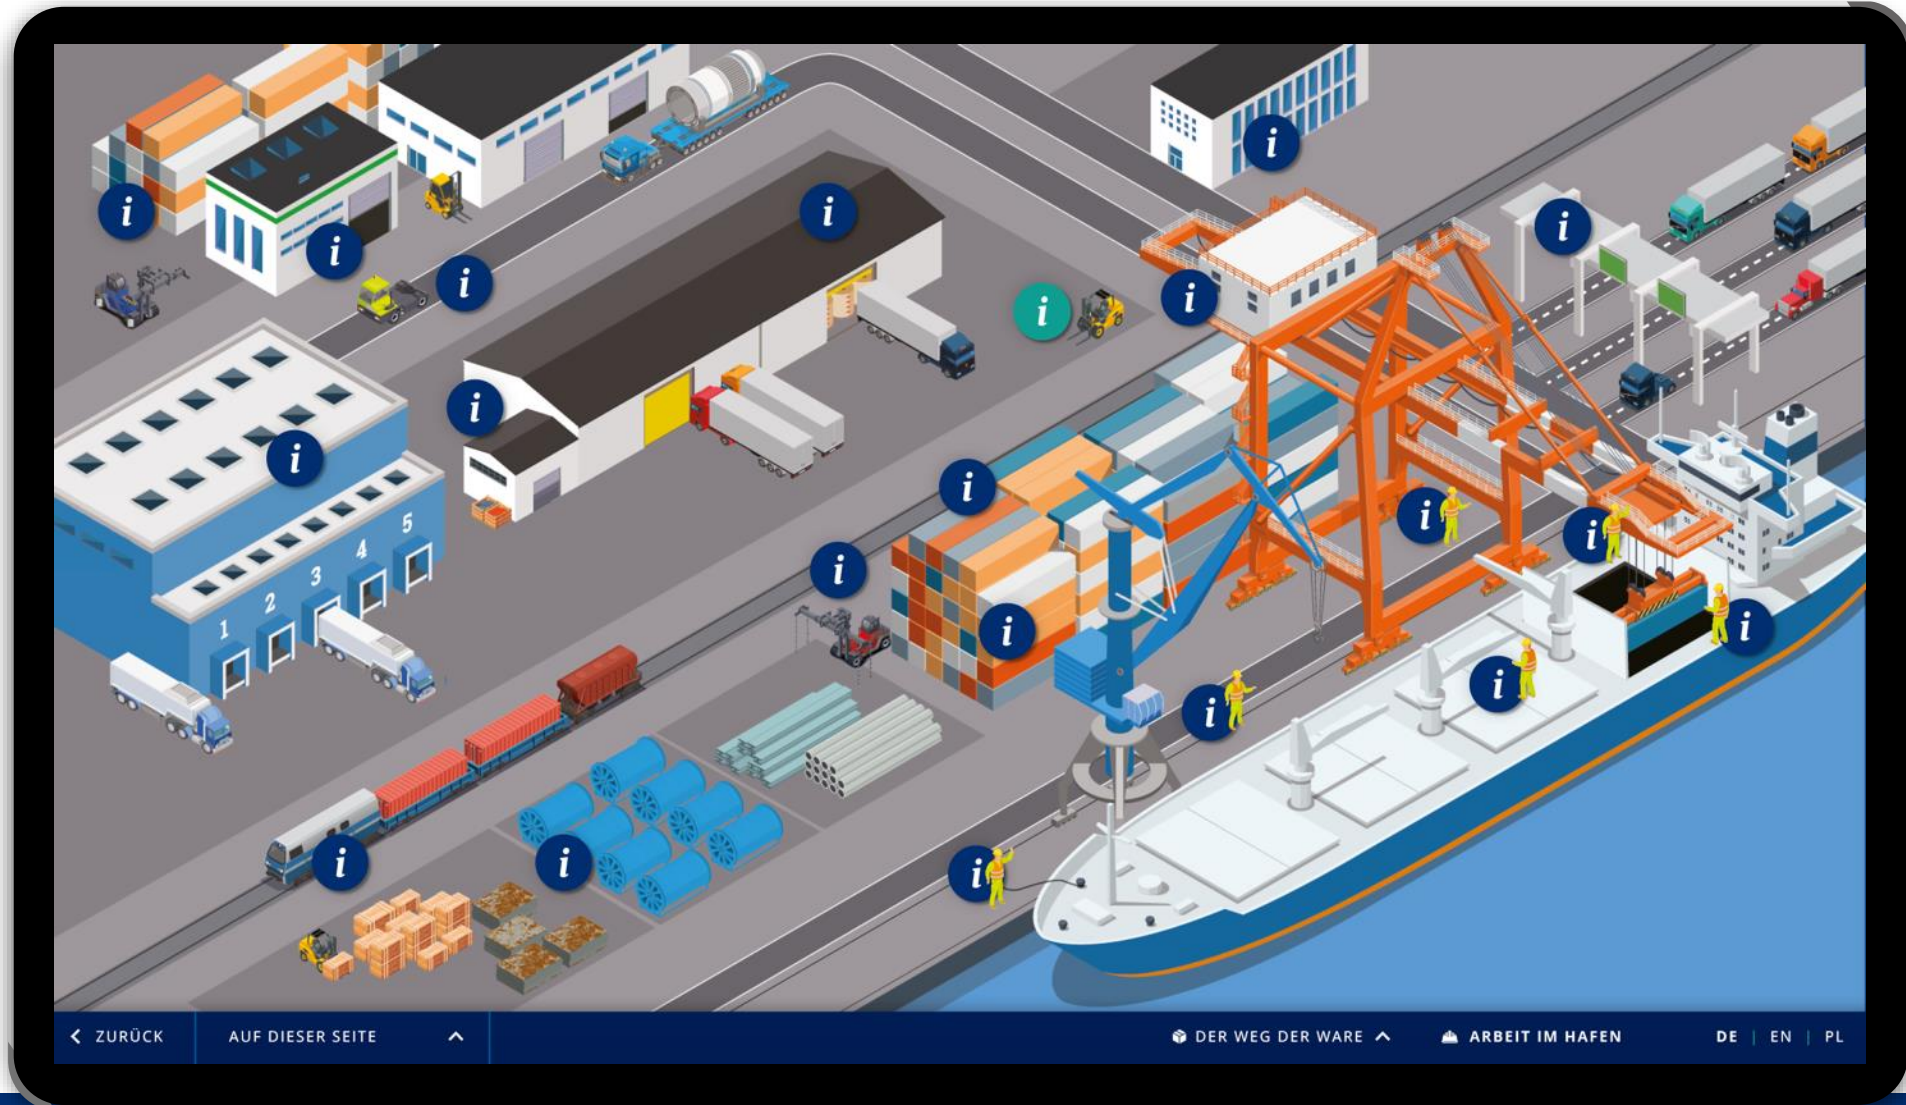 i
i
i
i
i
i
i
i
i
i
i
i
5
4
3
2
1
i
i
i
i
i
i
i
i
i
i
ZURÜCK
AUF DIESER SEITE
DER WEG DER WARE
ARBEIT IM HAFEN
DE | EN | PL